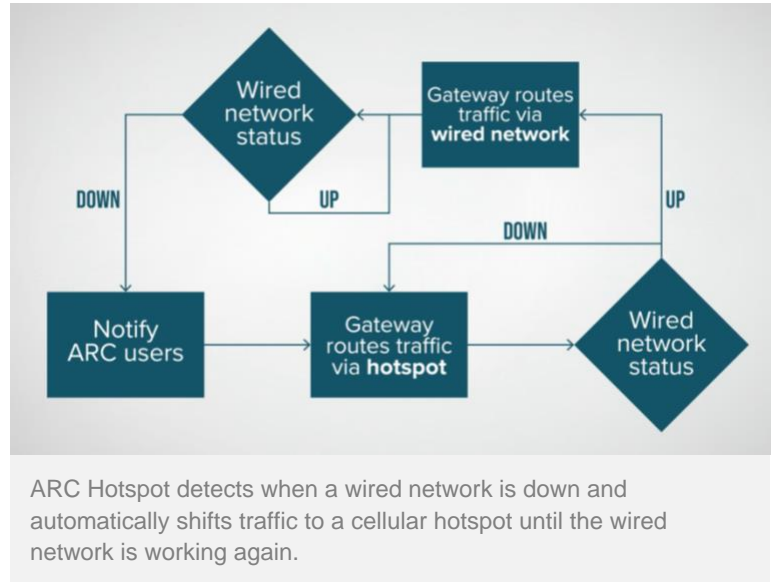 Wired
network
status
Gateway routes
traffic via
wired network
DOWN
UP
DOWN
UP
Notify
ARC users
Gateway
routes traffic
via hotspot
Wired
network
status
ARC Hotspot detects when a wired network is down and
automatically shifts traffic to a cellular hotspot until the wired
network is working again.